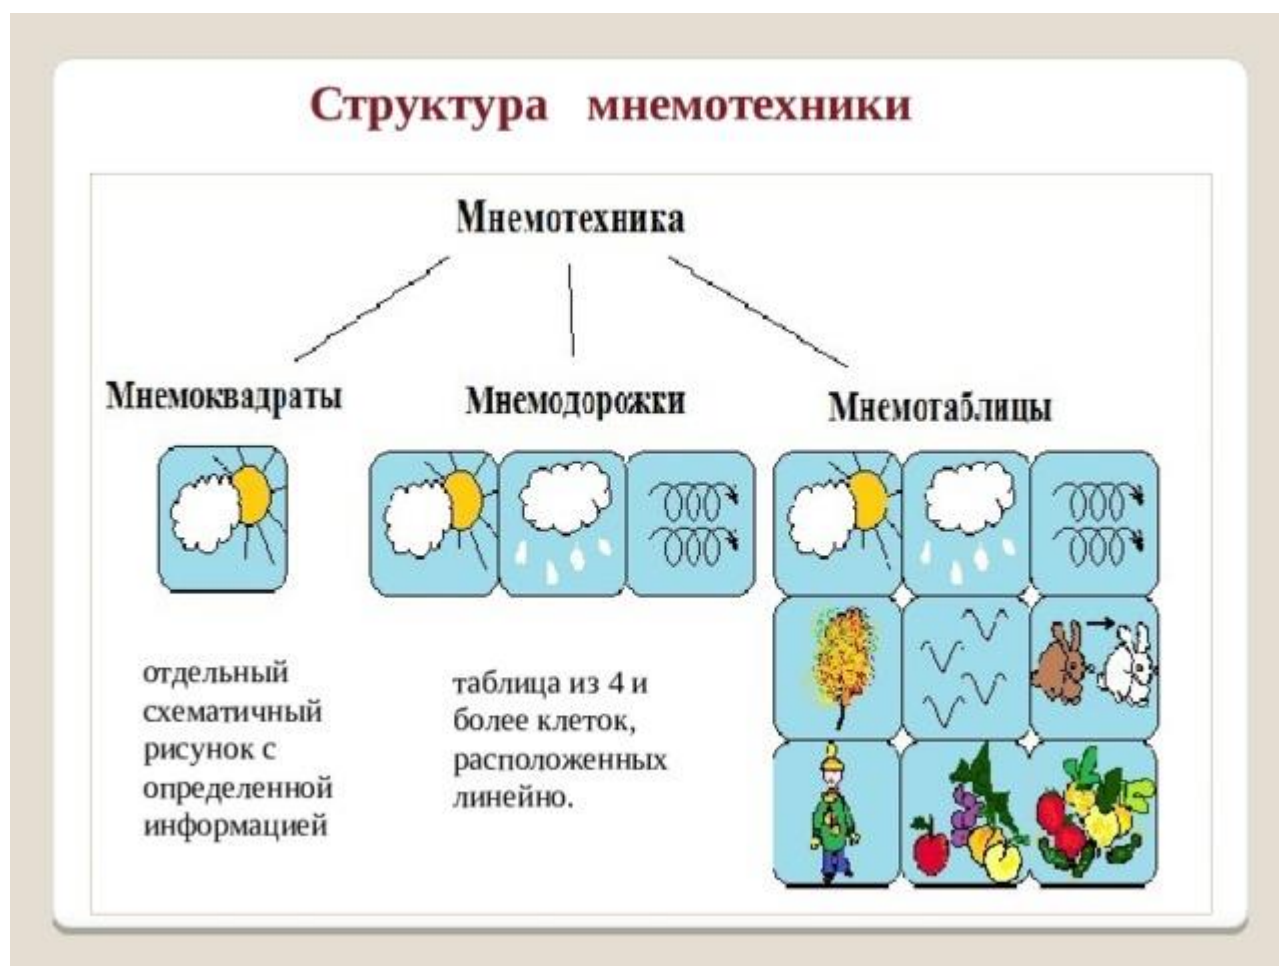 Структура мнемотехники
Мнемотехника
Мнемоквадраты
Мнемодорожки
Мнемотаблицы
отдельный
схематичный
рисунок с
определенной
информацией
таблица из 4 и
более клеток,
расположенных
линейно.